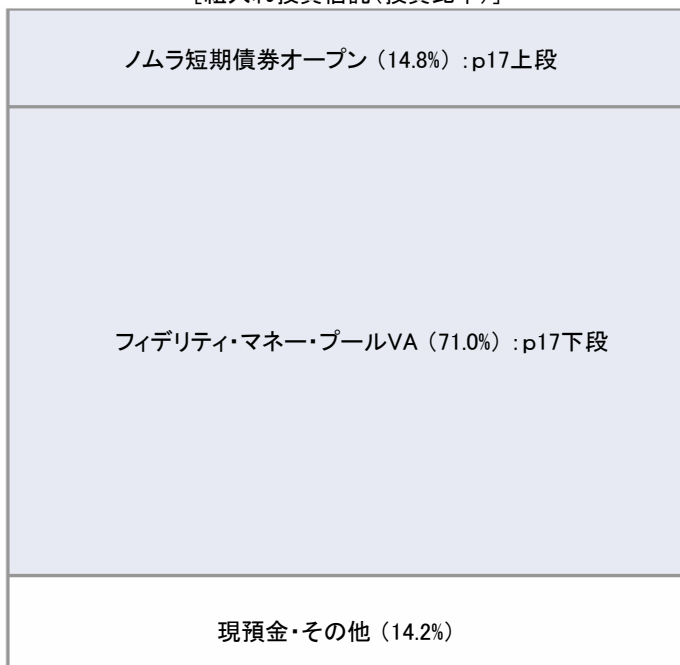 ノムラ短期債券オープン（14.8%）：p17上段
フィデリティ・マネー・プールVA（71.0%）：p17下段
現預金・その他（14.2%）